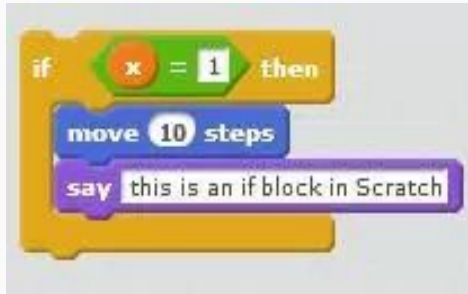 if x = 1 then
move 10 steps
say this is an if block in Scratch